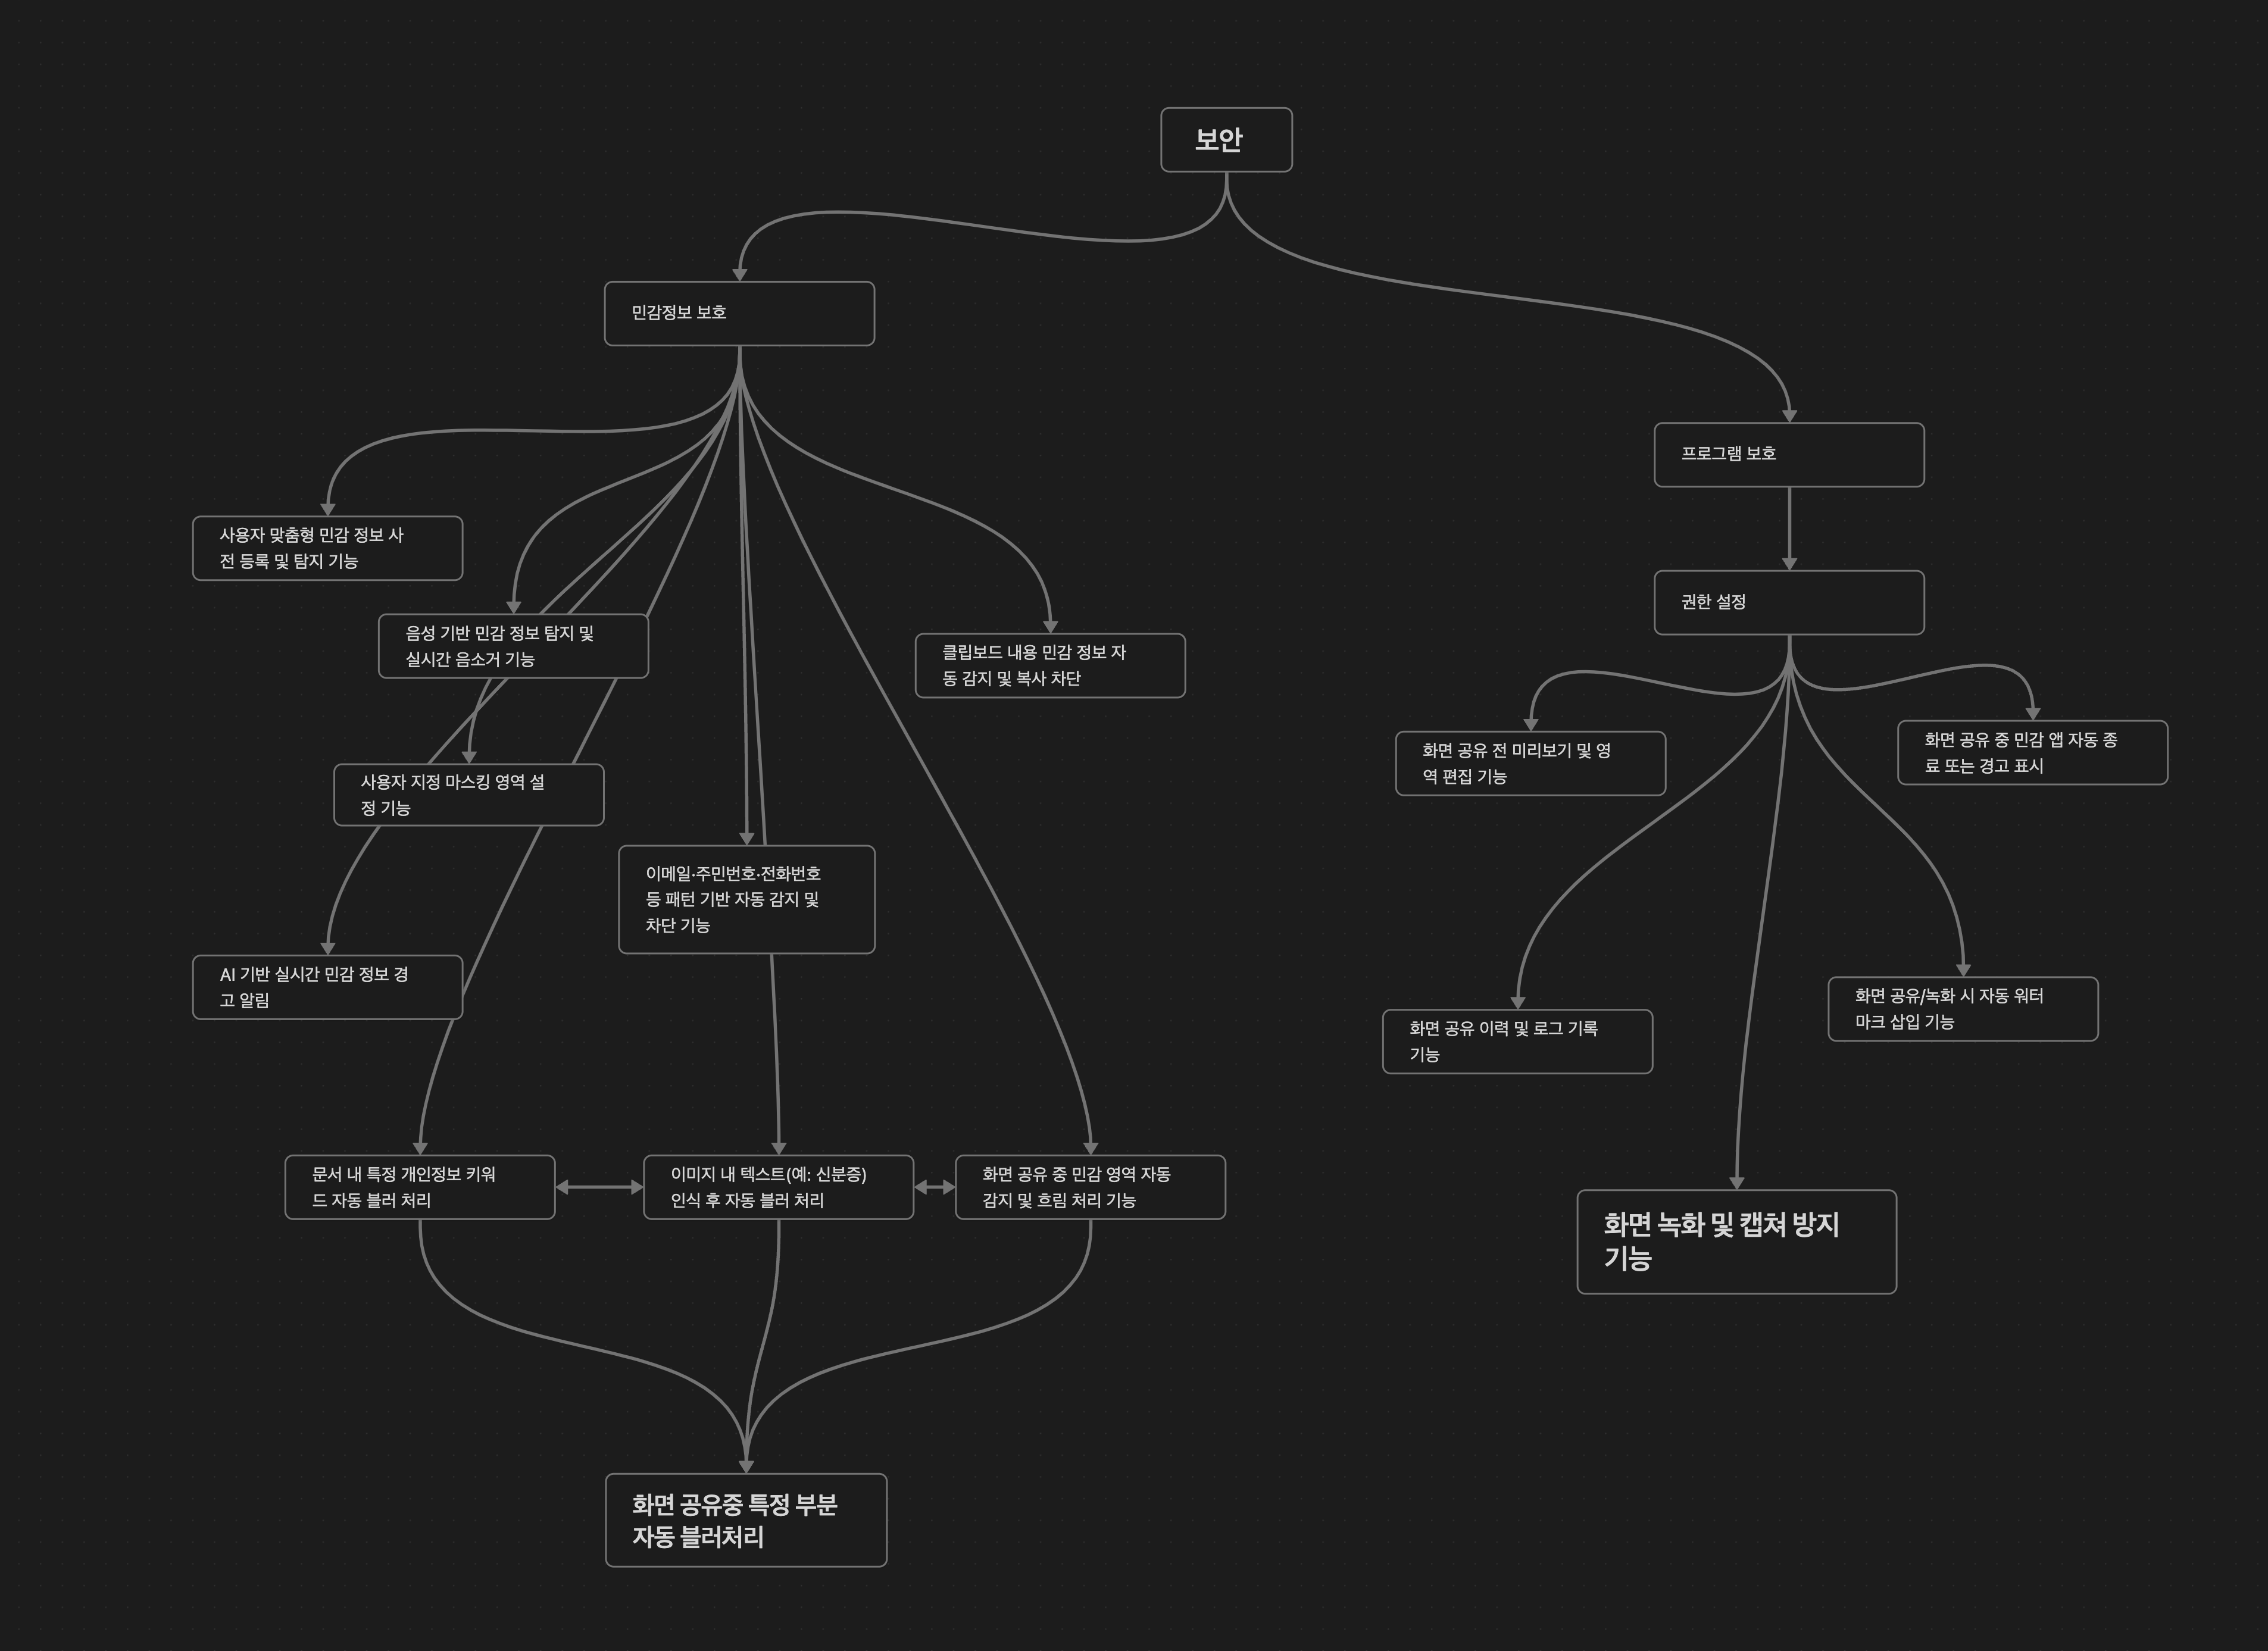 보안
민감정보 보호
프로그램 보호
사용자 맞춤형 민감 정보 사
전 등록 및 탐지 기능
권한 설정
음성 기반 민감 정보 탐지 및
실시간 음소거 기능
클립보드 내용 민감 정보 자
동 감지 및 복사 차단
화면 공유 전 미리보기 및 영
역 편집 기능
화면 공유 중 민감 앱 자동 종
료 또는 경고 표시
사용자 지정 마스킹 영역 설
정 기능
이메일·주민번호·전화번호
등 패턴 기반 자동 감지 및
차단 기능
AI 기반 실시간 민감 정보 경
고 알림
화면 공유/녹화 시 자동 워터
마크 삽입 기능
화면 공유 이력 및 로그 기록
기능
문서 내 특정 개인정보 키워
드 자동 블러 처리
이미지 내 텍스트(예: 신분증)
인식 후 자동 블러 처리
화면 공유 중 민감 영역 자동
감지 및 흐림 처리 기능
화면 녹화 및 캡쳐 방지
기능
화면 공유중 특정 부분
자동 블러처리